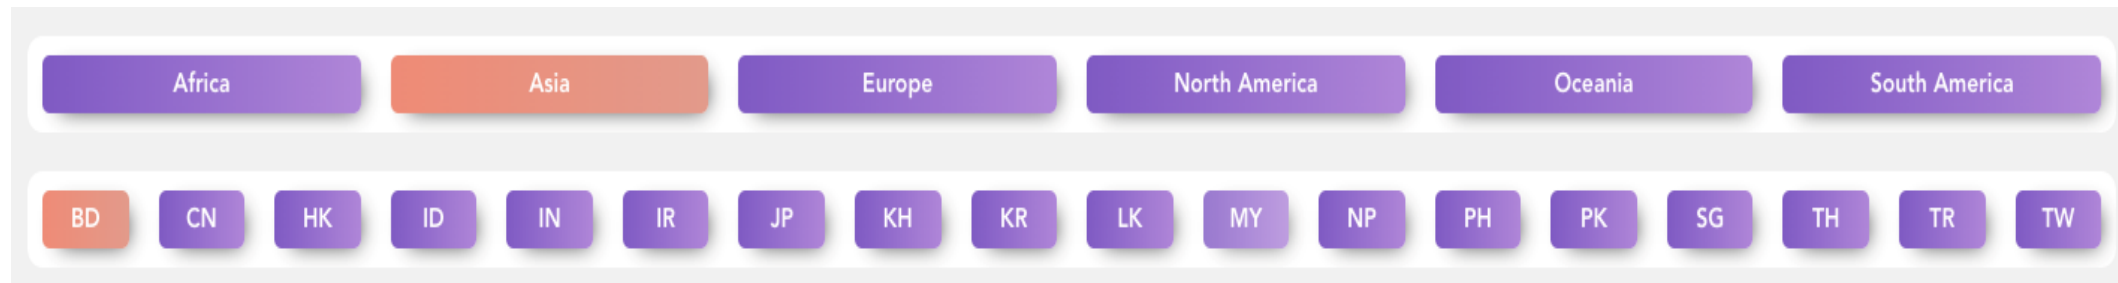 Africa Asia Europe North America Oceania South America
BD CN HK ID IN IR JP KH KR LK MY NP PH PK SG TH TR TW